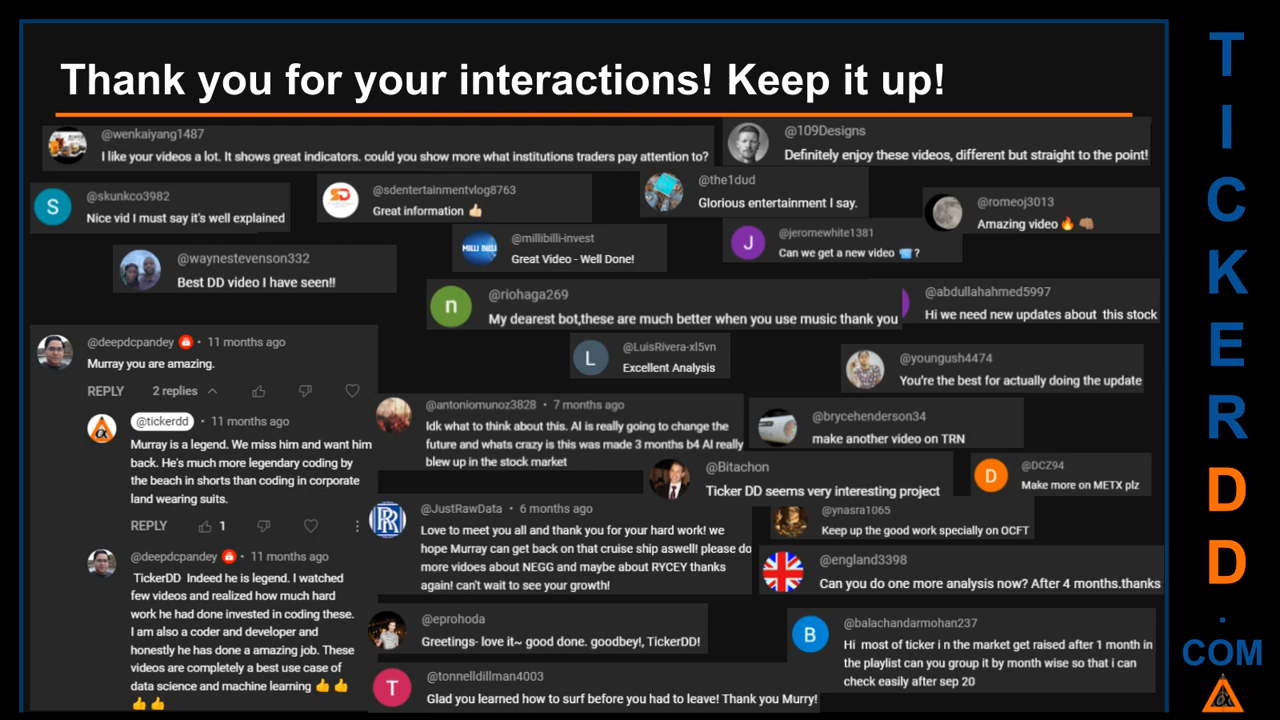 Thank you for your interactions! Keep it up!
@wenkaiyang1487
I like your videos a lot. It shows great indicators. could you show more what institutions traders pay attention to?
@109Designs
Definitely enjoy these videos, different but straight to the point!
@skunkco3982
Nice vid I must say it's well explained
@sdentertainmentvlog8763
Great information 👍🏻
@the1dud
Glorious entertainment I say.
@romeoj3013
Amazing video 🔥 👊🏽
@millibilli-invest
Great Video - Well Done!
@jeromewhite1381
Can we get a new video 📹 ?
@waynestevenson332
Best DD video I have seen!!
@riohaga269
My dearest bot,these are much better when you use music thank you
@abdullahahmed5997
Hi we need new updates about this stock
@LuisRivera-xl5vn
Excellent Analysis
@youngush4474
You're the best for actually doing the update
@deepdcpandey • 11 months ago
Murray you are amazing.
REPLY 2 replies
@tickerdd • 11 months ago
Murray is a legend. We miss him and want him
back. He's much more legendary coding by
the beach in shorts than coding in corporate
land wearing suits.
REPLY 1
@deepdcpandey • 11 months ago
TickerDD Indeed he is legend. I watched
few videos and realized how much hard
work he had done invested in coding these.
I am also a coder and developer and
honestly he has done a amazing job. These
videos are completely a best use case of
data science and machine learning 👍 👍
👍 👍
@antoniomunoz3828 • 7 months ago
Idk what to think about this. AI is really going to change the
future and whats crazy is this was made 3 months b4 AI really
blew up in the stock market
@brycehenderson34
make another video on TRN
@Bitachon
Ticker DD seems very interesting project
@DCZ94
Make more on METX plz
@JustRawData • 6 months ago
Love to meet you all and thank you for your hard work! we
hope Murray can get back on that cruise ship aswell! please do
more vidoes about NEGG and maybe about RYCEY thanks
again! can't wait to see your growth!
@ynasra1065
Keep up the good work specially on OCFT
@england3398
Can you do one more analysis now? After 4 months.thanks
@eprohoda
Greetings- love it~ good done. goodbey!, TickerDD!
@balachandarmohan237
Hi most of ticker i n the market get raised after 1 month in
the playlist can you group it by month wise so that i can
check easily after sep 20
@tonnelldillman4003
Glad you learned how to surf before you had to leave! Thank you Murry!
S
MILLI BILLI
J
n
L
D
B
T
TICKERDD
.
COM